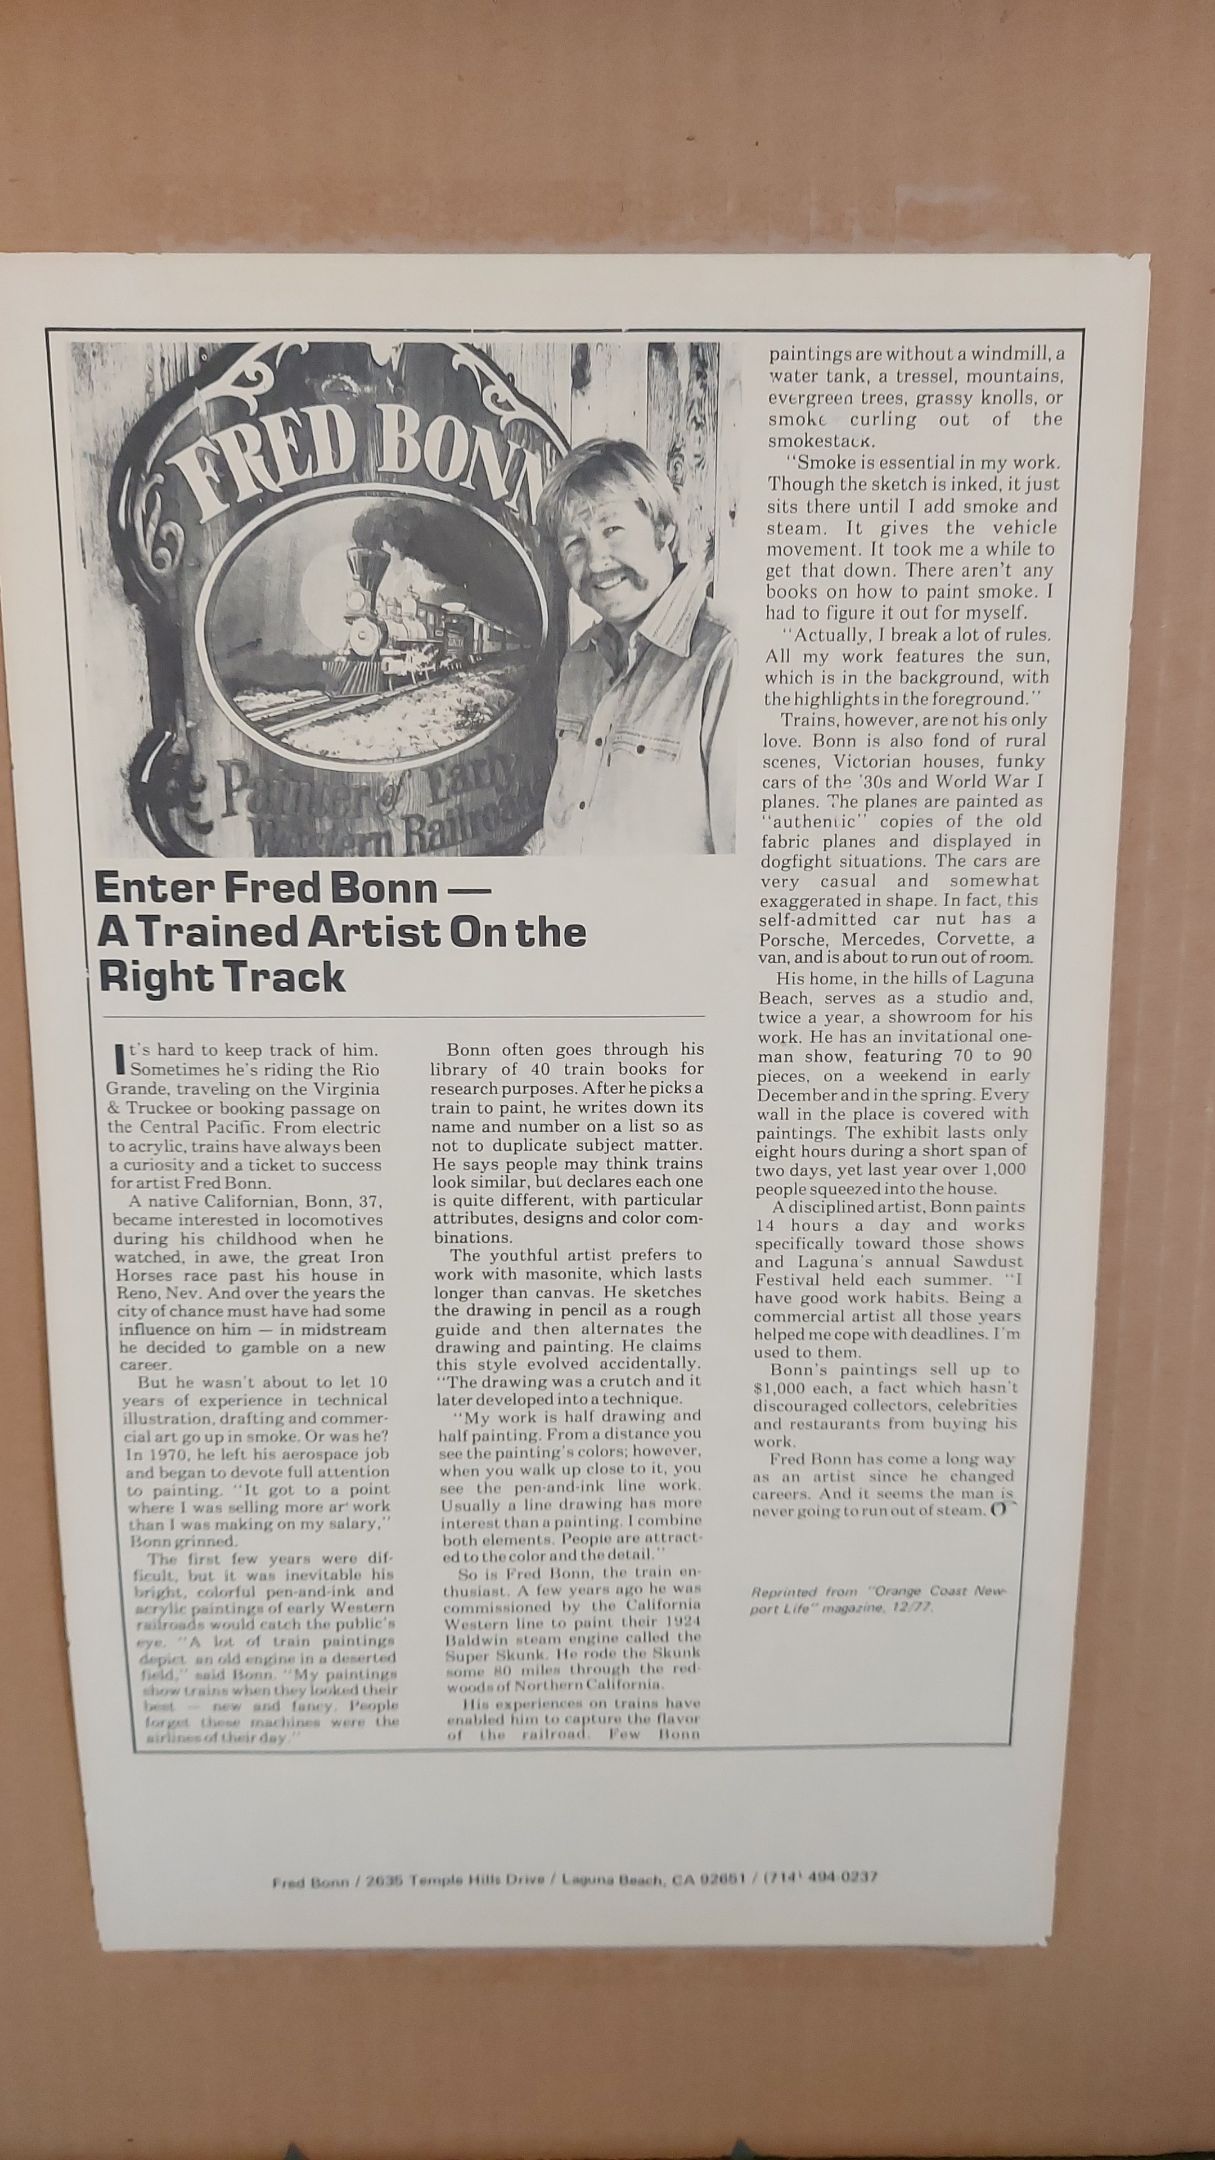 FRED BONN
Painter of Early
Western Railroads
Enter Fred Bonn —
A Trained Artist On the
Right Track
It's hard to keep track of him.
Sometimes he's riding the Rio
Grande, traveling on the Virginia
& Truckee or booking passage on
the Central Pacific. From electric
to acrylic, trains have always been
a curiosity and a ticket to success
for artist Fred Bonn.
A native Californian, Bonn, 37,
became interested in locomotives
during his childhood when he
watched, in awe, the great Iron
Horses race past his house in
Reno, Nev. And over the years the
city of chance must have had some
influence on him — in midstream
he decided to gamble on a new
career.
But he wasn't about to let 10
years of experience in technical
illustration, drafting and commer-
cial art go up in smoke. Or was he?
In 1970, he left his aerospace job
and began to devote full attention
to painting. "It got to a point
where I was selling more art work
than I was making on my salary,"
Bonn grinned.
The first few years were dif-
ficult, but it was inevitable his
bright, colorful pen-and-ink and
acrylic paintings of early Western
railroads would catch the public's
eye. "A lot of train paintings
depict an old engine in a deserted
field," said Bonn. "My paintings
show trains when they looked their
best — new and fancy. People
forget these machines were the
airlines of their day."
Bonn often goes through his
library of 40 train books for
research purposes. After he picks a
train to paint, he writes down its
name and number on a list so as
not to duplicate subject matter.
He says people may think trains
look similar, but declares each one
is quite different, with particular
attributes, designs and color com-
binations.
The youthful artist prefers to
work with masonite, which lasts
longer than canvas. He sketches
the drawing in pencil as a rough
guide and then alternates the
drawing and painting. He claims
this style evolved accidentally.
"The drawing was a crutch and it
later developed into a technique.
"My work is half drawing and
half painting. From a distance you
see the painting's colors; however,
when you walk up close to it, you
see the pen-and-ink line work.
Usually a line drawing has more
interest than a painting. I combine
both elements. People are attract-
ed to the color and the detail."
So is Fred Bonn, the train en-
thusiast. A few years ago he was
commissioned by the California
Western line to paint their 1924
Baldwin steam engine called the
Super Skunk. He rode the Skunk
some 80 miles through the red-
woods of Northern California.
His experiences on trains have
enabled him to capture the flavor
of the railroad. Few Bonn
paintings are without a windmill, a
water tank, a tressel, mountains,
evergreen trees, grassy knolls, or
smoke curling out of the
smokestack.
"Smoke is essential in my work.
Though the sketch is inked, it just
sits there until I add smoke and
steam. It gives the vehicle
movement. It took me a while to
get that down. There aren't any
books on how to paint smoke. I
had to figure it out for myself.
"Actually, I break a lot of rules.
All my work features the sun,
which is in the background, with
the highlights in the foreground."
Trains, however, are not his only
love. Bonn is also fond of rural
scenes, Victorian houses, funky
cars of the '30s and World War I
planes. The planes are painted as
"authentic" copies of the old
fabric planes and displayed in
dogfight situations. The cars are
very casual and somewhat
exaggerated in shape. In fact, this
self-admitted car nut has a
Porsche, Mercedes, Corvette, a
van, and is about to run out of room.
His home, in the hills of Laguna
Beach, serves as a studio and,
twice a year, a showroom for his
work. He has an invitational one-
man show, featuring 70 to 90
pieces, on a weekend in early
December and in the spring. Every
wall in the place is covered with
paintings. The exhibit lasts only
eight hours during a short span of
two days, yet last year over 1,000
people squeezed into the house.
A disciplined artist, Bonn paints
14 hours a day and works
specifically toward those shows
and Laguna's annual Sawdust
Festival held each summer. "I
have good work habits. Being a
commercial artist all those years
helped me cope with deadlines. I'm
used to them.
Bonn's paintings sell up to
$1,000 each, a fact which hasn't
discouraged collectors, celebrities
and restaurants from buying his
work.
Fred Bonn has come a long way
as an artist since he changed
careers. And it seems the man is
never going to run out of steam.
Reprinted from "Orange Coast New-
port Life" magazine, 12/77.
Fred Bonn / 2635 Temple Hills Drive / Laguna Beach, CA 92651 / (714) 494-0237